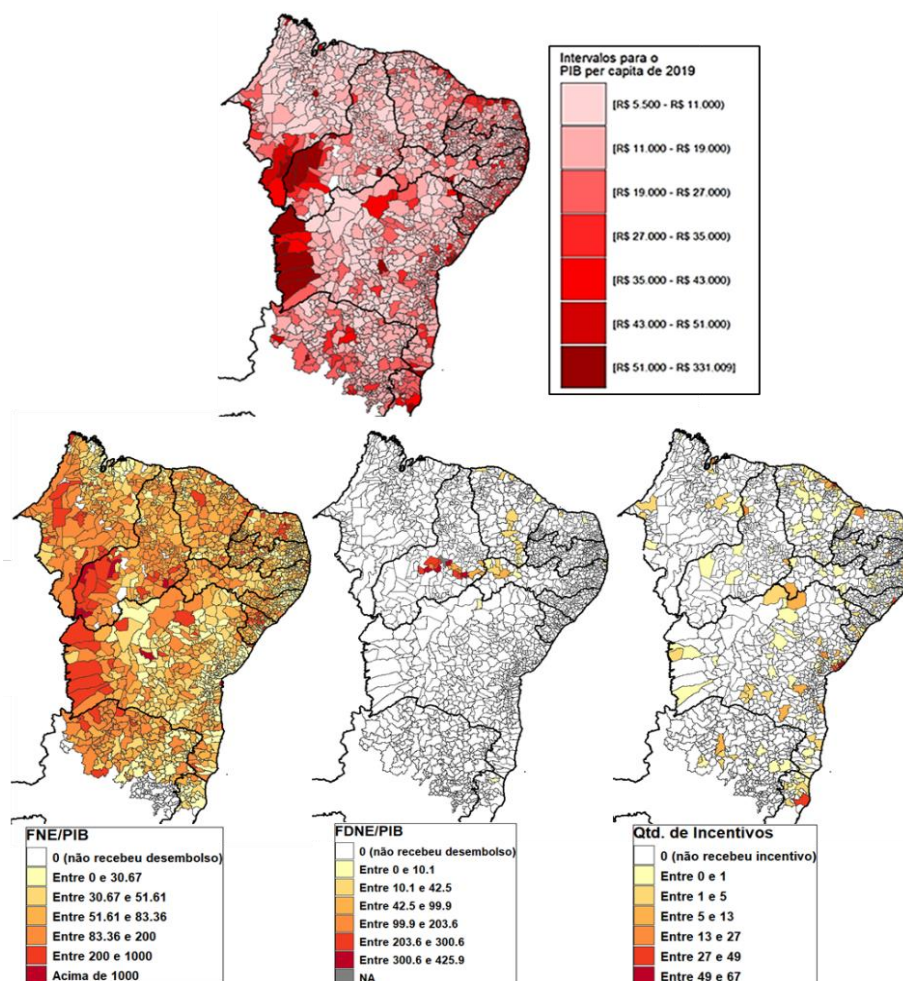 Intervalos para o
PIB per capita de 2019
[R$ 5.500 - R$ 11.000)
[R$ 11.000 - R$ 19.000)
[R$ 19.000 - R$ 27.000)
[R$ 27.000 - R$ 35.000)
[R$ 35.000 - R$ 43.000)
[R$ 43.000 - R$ 51.000)
[R$ 51.000 - R$ 331.009]
FNE/PIB
0 (não recebeu desembolso)
Entre 0 e 30.67
Entre 30.67 e 51.61
Entre 51.61 e 83.36
Entre 83.36 e 200
Entre 200 e 1000
Acima de 1000
FDNE/PIB
0 (não recebeu desembolso)
Entre 0 e 10.1
Entre 10.1 e 42.5
Entre 42.5 e 99.9
Entre 99.9 e 203.6
Entre 203.6 e 300.6
Entre 300.6 e 425.9
NA
Qtd. de Incentivos
0 (não recebeu incentivo)
Entre 0 e 1
Entre 1 e 5
Entre 5 e 13
Entre 13 e 27
Entre 27 e 49
Entre 49 e 67